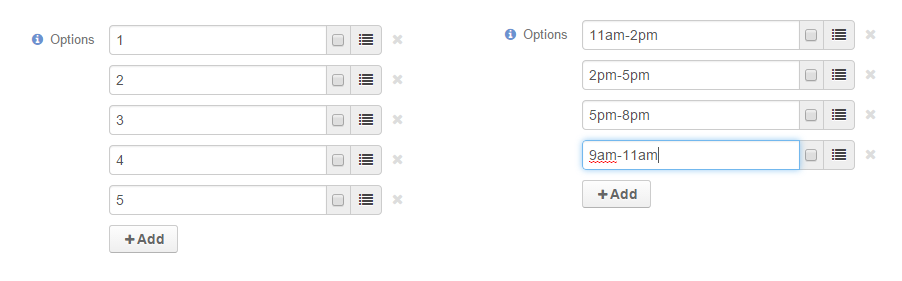 Options
1
2
3
4
5
+Add
Options
11am-2pm
2pm-5pm
5pm-8pm
9am-11am
+Add